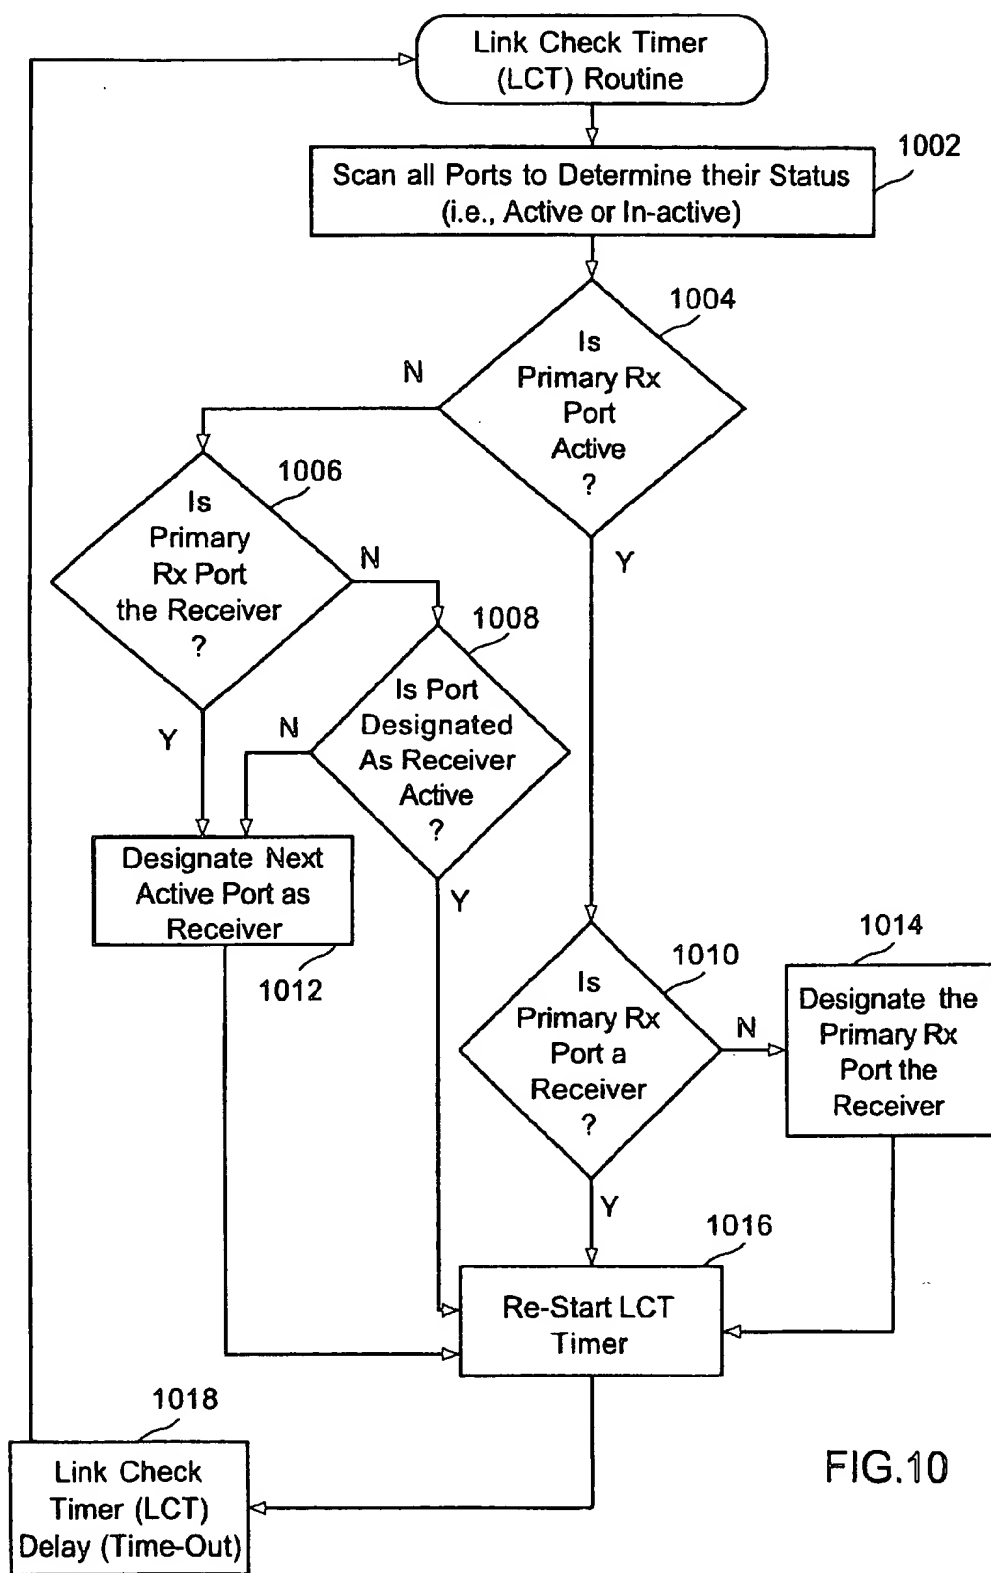 Link Check Timer
(LCT) Routine
1002
Scan all Ports to Determine their Status
(i.e., Active or In-active)
1004
Is
Primary Rx
Port
Active
?
N
Y
1006
Is
Primary
Rx Port
the Receiver
?
N
Y
1008
Is Port
Designated
As Receiver
Active
?
N
Y
Designate Next
Active Port as
Receiver
1012
1010
Is
Primary Rx
Port a
Receiver
?
N
Y
1014
Designate the
Primary Rx
Port the
Receiver
1016
Re-Start LCT
Timer
1018
Link Check
Timer (LCT)
Delay (Time-Out)
FIG.10